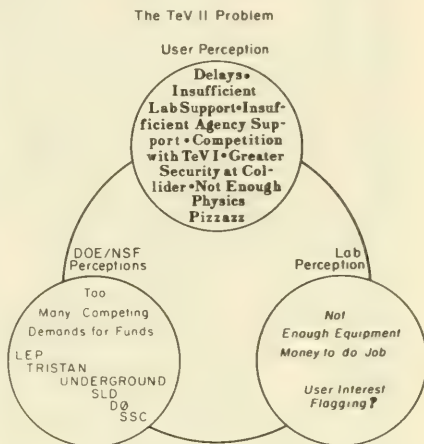 The TeV II Problem
User Perception
Delays•
Insufficient
Lab Support•Insuf-
ficient Agency Sup-
port •Competition
with TeV I•Greater
Security at Col-
lider•Not Enough
Physics
Pizzazz
DOE/NSF
Perceptions
Too
Many Competing
Demands for Funds
LEP
TRISTAN
UNDERGROUND
SLD
DØ
SSC
Lab
Perception
Not
Enough Equipment
Money to do Job
User Interest
Flagging?